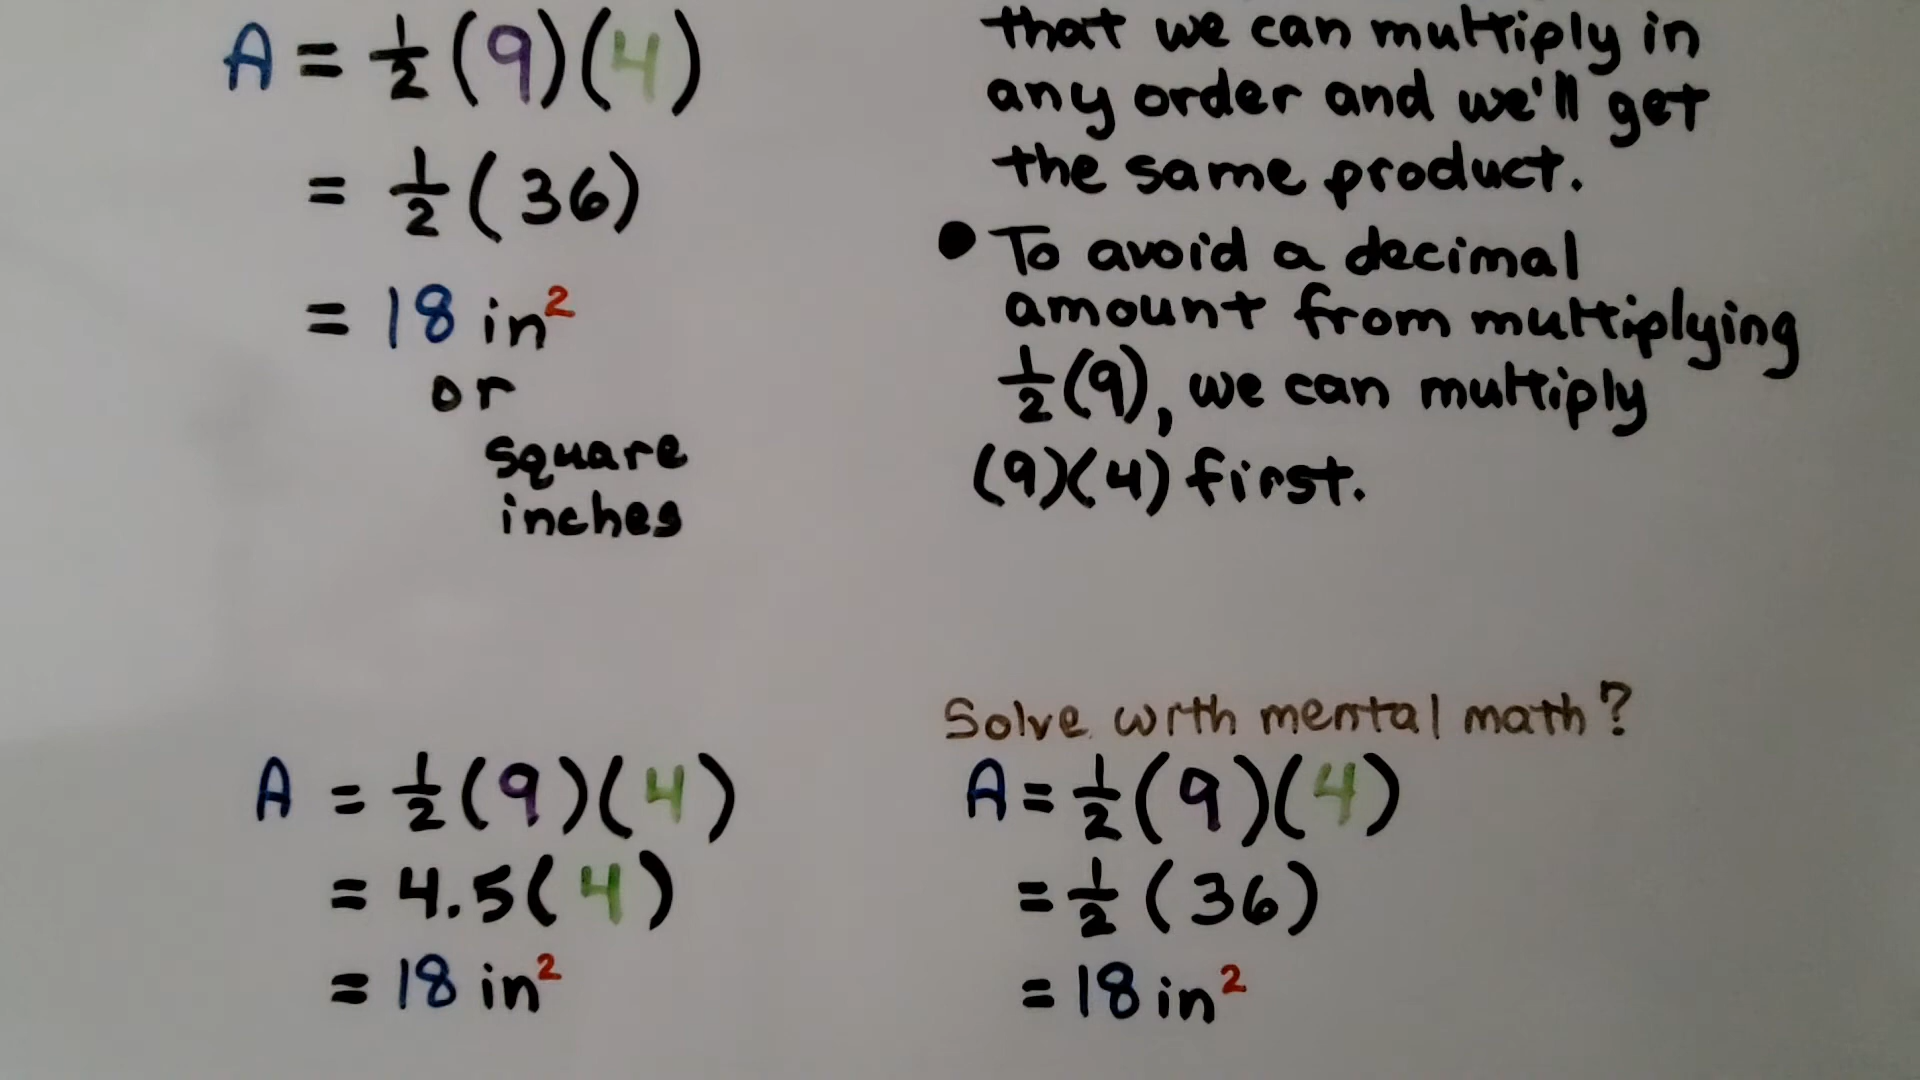 A = 1/2 (9)(4)
= 1/2 (36)
= 18 in²
or
square
inches
that we can multiply in
any order and we'll get
the same product.
• To avoid a decimal
amount from multiplying
1/2 (9), we can multiply
(9)(4) first.
A = 1/2 (9)(4)
= 4.5(4)
= 18 in²
Solve with mental math?
A = 1/2 (9)(4)
= 1/2 (36)
= 18 in²